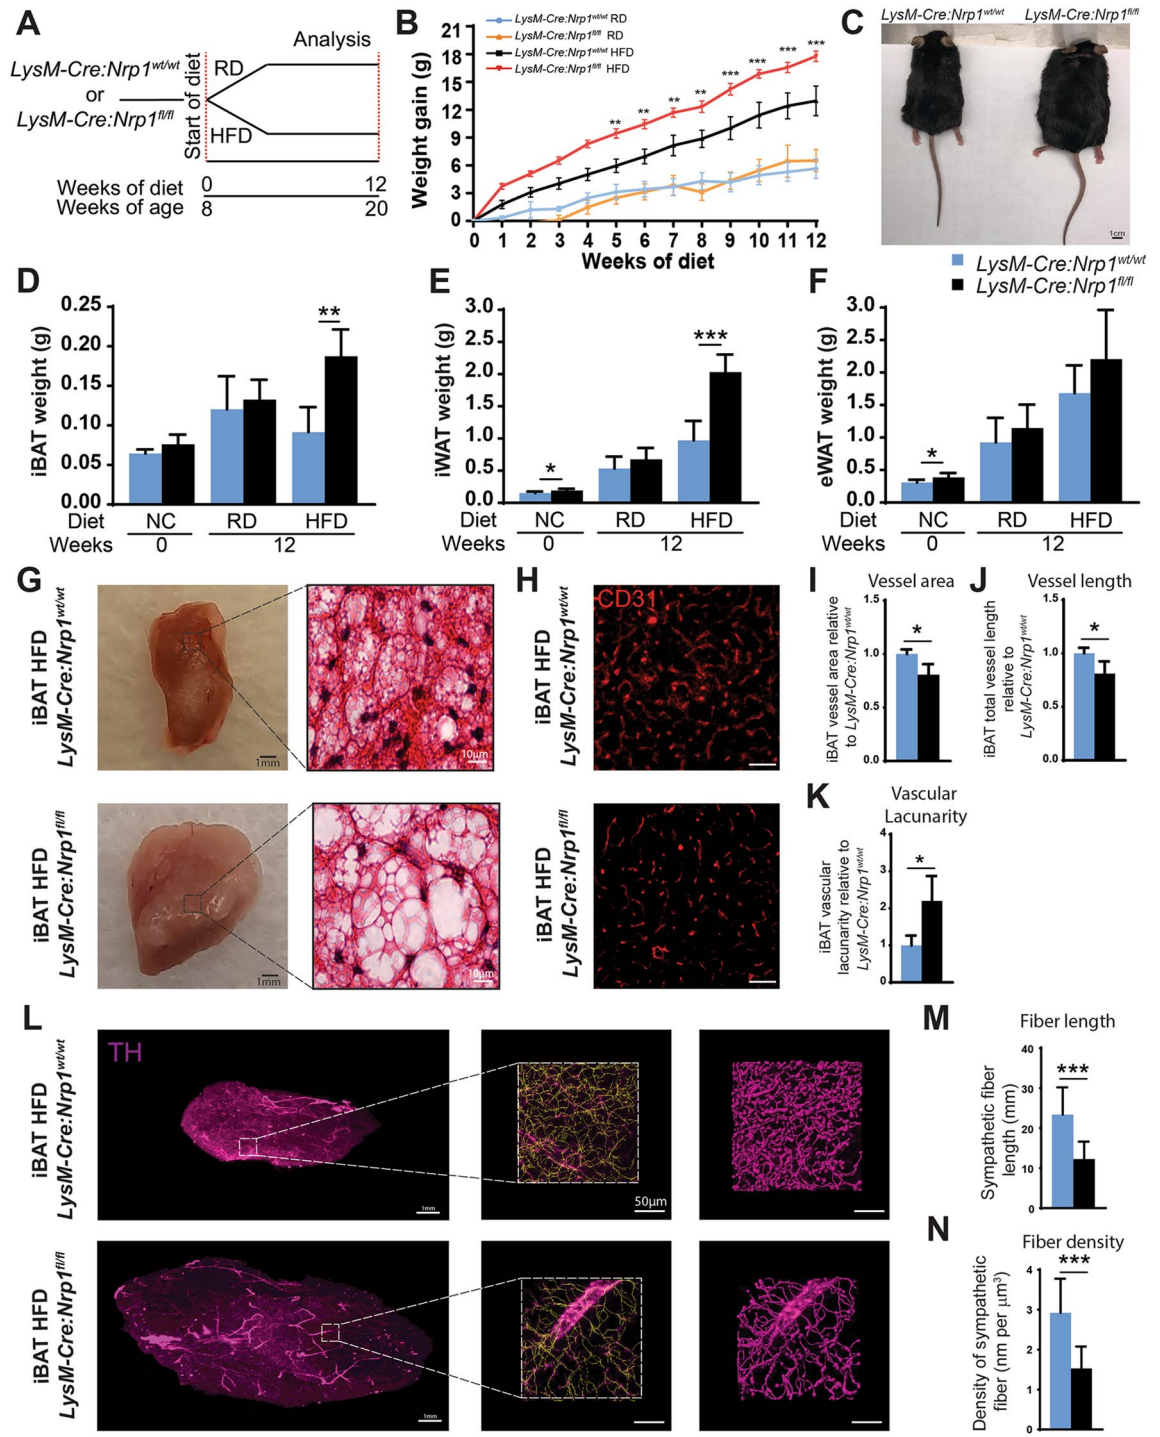 A
Analysis
LysM-Cre:Nrp1wt/wt
or
LysM-Cre:Nrp1fl/fl
Start of diet
RD
HFD
Weeks of diet 0 12
Weeks of age 8 20
B
LysM-Cre:Nrp1wt/wt RD
LysM-Cre:Nrp1fl/fl RD
LysM-Cre:Nrp1wt/wt HFD
LysM-Cre:Nrp1fl/fl HFD
Weight gain (g)
21
18
15
12
9
6
3
0
** ** ** ** *** *** *** ***
0 1 2 3 4 5 6 7 8 9 10 11 12
Weeks of diet
C
LysM-Cre:Nrp1wt/wt LysM-Cre:Nrp1fl/fl
1cm
LysM-Cre:Nrp1wt/wt
LysM-Cre:Nrp1fl/fl
D
iBAT weight (g)
0.25
0.20
0.15
0.10
0.05
0.00
**
Diet NC RD HFD
Weeks 0 12
E
iWAT weight (g)
3.0
2.5
2.0
1.5
1.0
0.5
0.0
*
***
Diet NC RD HFD
Weeks 0 12
F
eWAT weight (g)
3.0
2.5
2.0
1.5
1.0
0.5
0.0
*
Diet NC RD HFD
Weeks 0 12
G
iBAT HFD
LysM-Cre:Nrp1wt/wt
1mm
10µm
iBAT HFD
LysM-Cre:Nrp1fl/fl
1mm
10µm
H
iBAT HFD
LysM-Cre:Nrp1wt/wt
CD31
iBAT HFD
LysM-Cre:Nrp1fl/fl
I
Vessel area
iBAT vessel area relative
to LysM-Cre:Nrp1wt/wt
1.5
1.0
0.5
0.0
*
J
Vessel length
iBAT total vessel length
relative to
LysM-Cre:Nrp1wt/wt
1.5
1.0
0.5
0.0
*
K
Vascular
Lacunarity
iBAT vascular
lacunarity relative to
LysM-Cre:Nrp1wt/wt
4
3
2
1
0
*
L
iBAT HFD
LysM-Cre:Nrp1wt/wt
TH
1mm
50µm
iBAT HFD
LysM-Cre:Nrp1fl/fl
1mm
M
Fiber length
Sympathetic fiber
length (mm)
40
30
20
10
0
***
N
Fiber density
Density of sympathetic
fiber (nm per µm3)
4
3
2
1
0
***